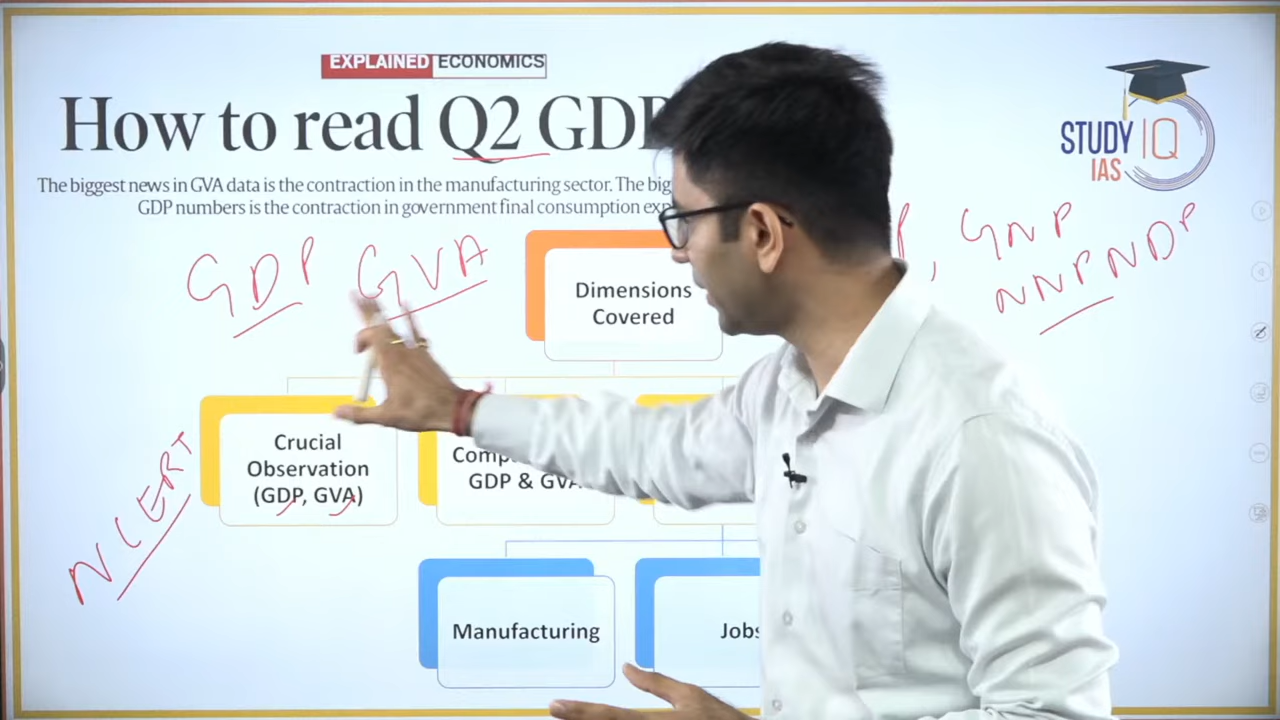 EXPLAINED ECONOMICS
How to read Q2 GDP
The biggest news in GVA data is the contraction in the manufacturing sector. The big
GDP numbers is the contraction in government final consumption
STUDY IQ
IAS
GDP GVA
GNP
NNP NDP
Dimensions
Covered
NCERT
Crucial
Observation
(GDP, GVA)
GDP & GVA
Manufacturing
Jobs